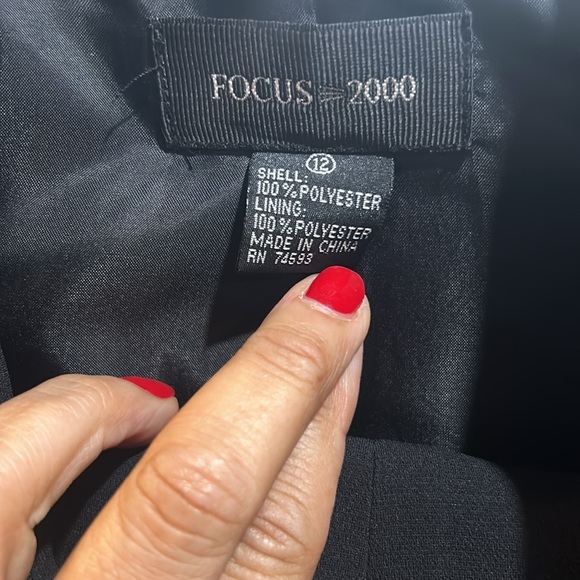 FOCUS 2000
12
SHELL:
100% POLYESTER
LINING:
100% POLYESTER
MADE IN CHINA
RN 74593